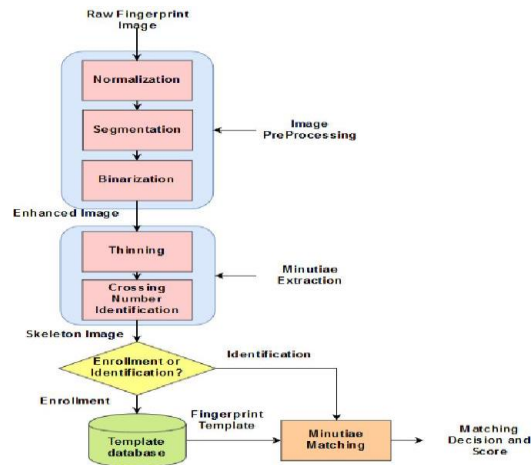 Raw Fingerprint
Image
Normalization
Segmentation
Image
PreProcessing
Binarization
Enhanced Image
Thinning
Minutiae
Extraction
Crossing
Number
Identification
Skeleton Image
Enrollment or
Identification?
Identification
Enrollment
Fingerprint
Template
Template
database
Minutiae
Matching
Matching
Decision and
Score